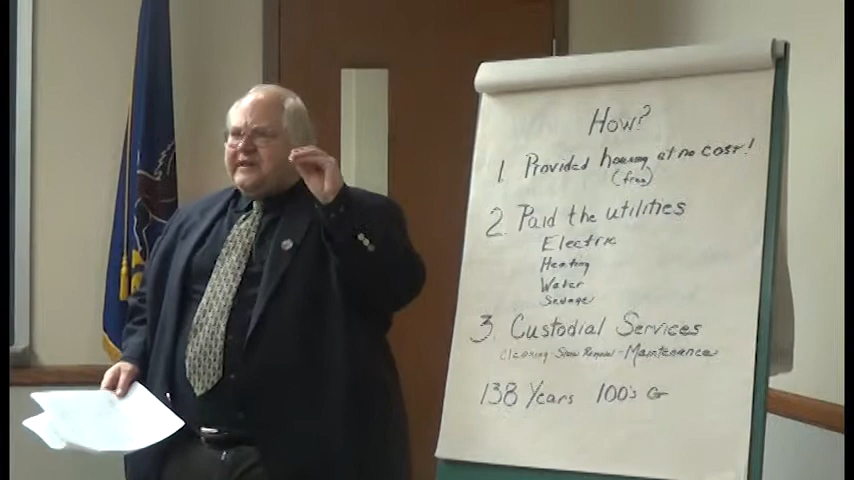 How?
1. Provided housing at no cost!
(free)
2. Paid the utilities
Electric
Heating
Water
Sewage
3. Custodial Services
Cleaning - Snow Removal - Maintenance
138 Years 100's G